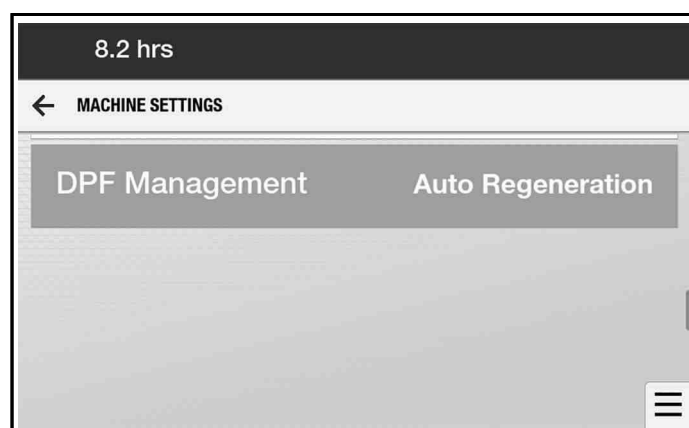 8.2 hrs
MACHINE SETTINGS
DPF Management Auto Regeneration